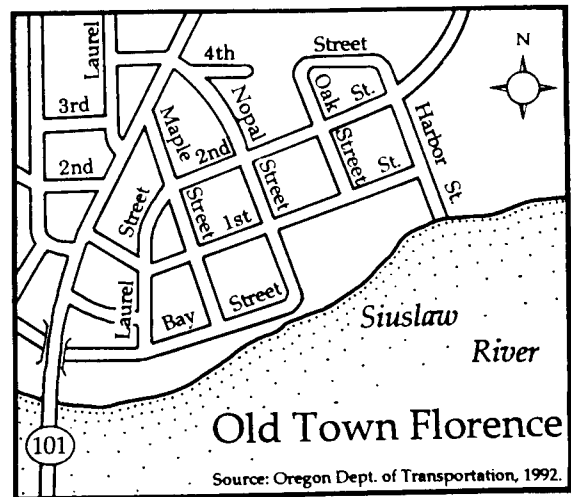 Laurel
4th
Street
N
3rd
Maple
Nopal
Oak
St.
Harbor St.
2nd
2nd
Street
St.
Street
Street
Street
1st
Laurel
Bay
Street
Siuslaw
River
101
Old Town Florence
Source: Oregon Dept. of Transportation, 1992.